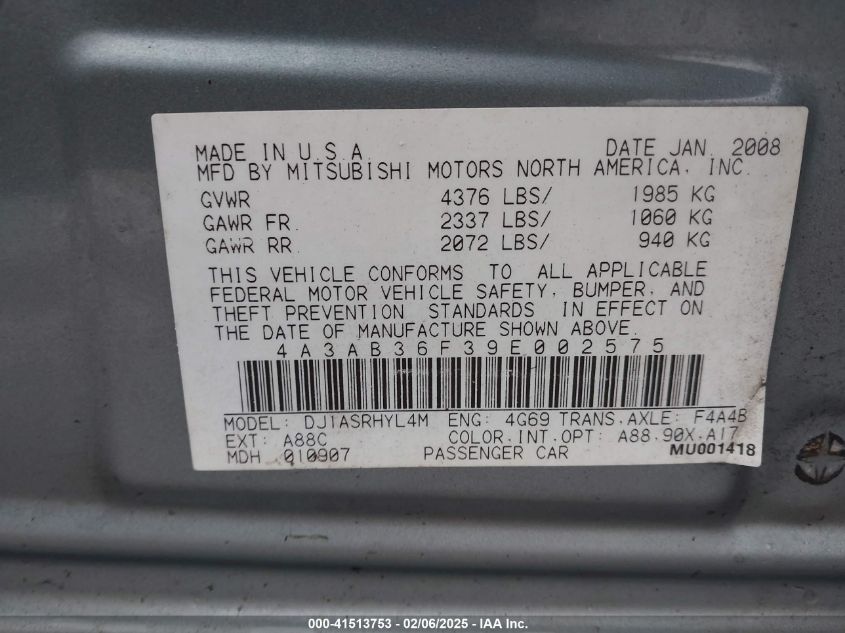 MADE IN U.S.A. DATE JAN. 2008
MFD BY MITSUBISHI MOTORS NORTH AMERICA, INC.
GVWR 4376 LBS/ 1985 KG
GAWR FR. 2337 LBS/ 1060 KG
GAWR RR. 2072 LBS/ 940 KG
THIS VEHICLE CONFORMS TO ALL APPLICABLE
FEDERAL MOTOR VEHICLE SAFETY, BUMPER, AND
THEFT PREVENTION STANDARDS IN EFFECT ON
THE DATE OF MANUFACTURE SHOWN ABOVE.
4A3AB36F39E002575
MODEL: DJ1ASRHYL4M ENG: 4G69 TRANS.AXLE: F4A4B
EXT: A88C COLOR.INT.OPT: A88.90X.A17
MDH 010907 PASSENGER CAR MU001418
000-41513753 - 02/06/2025 - IAA Inc.